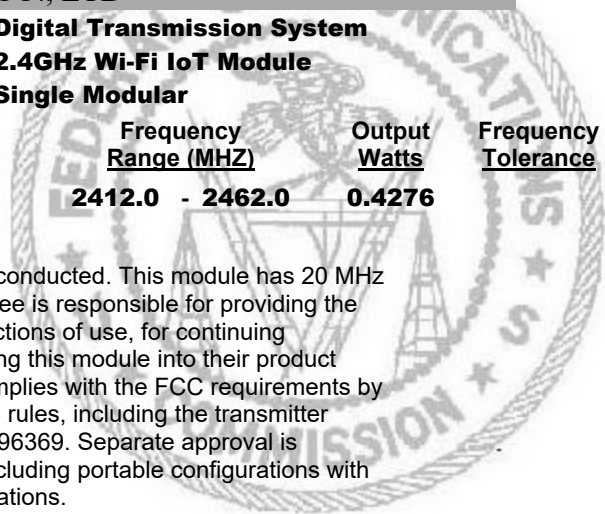 Digital Transmission System
2.4GHz Wi-Fi IoT Module
Single Modular
Frequency Range (MHZ) Output Watts Frequency Tolerance
2412.0 - 2462.0 0.4276
conducted. This module has 20 MHz
ee is responsible for providing the
ctions of use, for continuing
ng this module into their product
mplies with the FCC requirements by
rules, including the transmitter
96369. Separate approval is
cluding portable configurations with
ations.
FEDERAL COMMUNICATIONS COMMISSION